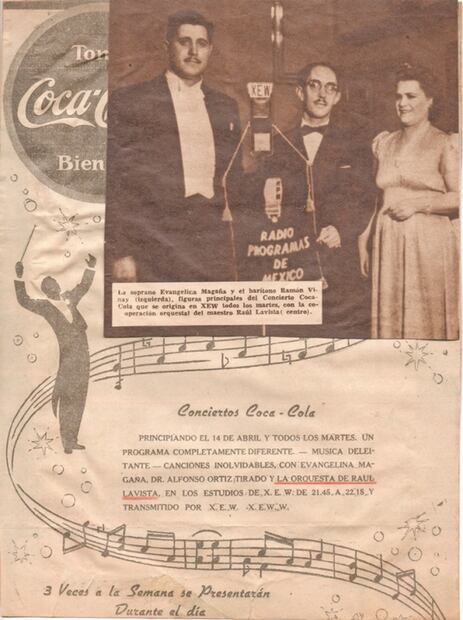 Tom
Coca-C
Bien
XEW
RADIO
PROGRAMAS
DE
MEXICO
La soprano Evangelica Magaña y el barítono Ramón Vi-
nay (izquierda), figuras principales del Concierto Coca-
Cola que se origina en XEW todos los martes, con la co-
operación orquestal del maestro Raúl Lavista( centro).
Conciertos Coca-Cola
PRINCIPIANDO EL 14 DE ABRIL Y TODOS LOS MARTES. UN
PROGRAMA COMPLETAMENTE DIFERENTE. — MUSICA DELEI-
TANTE — CANCIONES INOLVIDABLES, CON EVANGELINA MA-
GAÑA, DR. ALFONSO ORTIZ TIRADO Y LA ORQUESTA DE RAUL
LAVISTA, EN LOS ESTUDIOS DE X. E. W: DE 21.45, A 22.15, Y
TRANSMITIDO POR X.E.W. -X.E.W.W.
3 Veces a la Semana se Presentarán
Durante el día